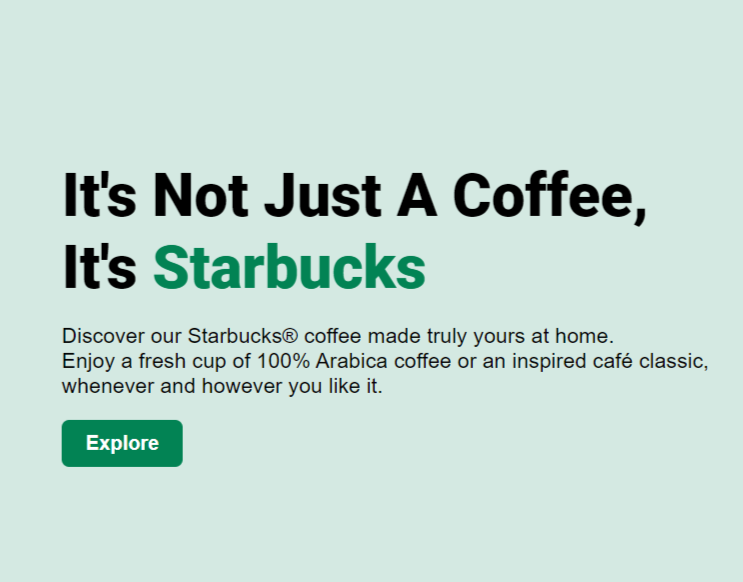 It's Not Just A Coffee,
It's Starbucks
Discover our Starbucks® coffee made truly yours at home.
Enjoy a fresh cup of 100% Arabica coffee or an inspired café classic,
whenever and however you like it.
Explore